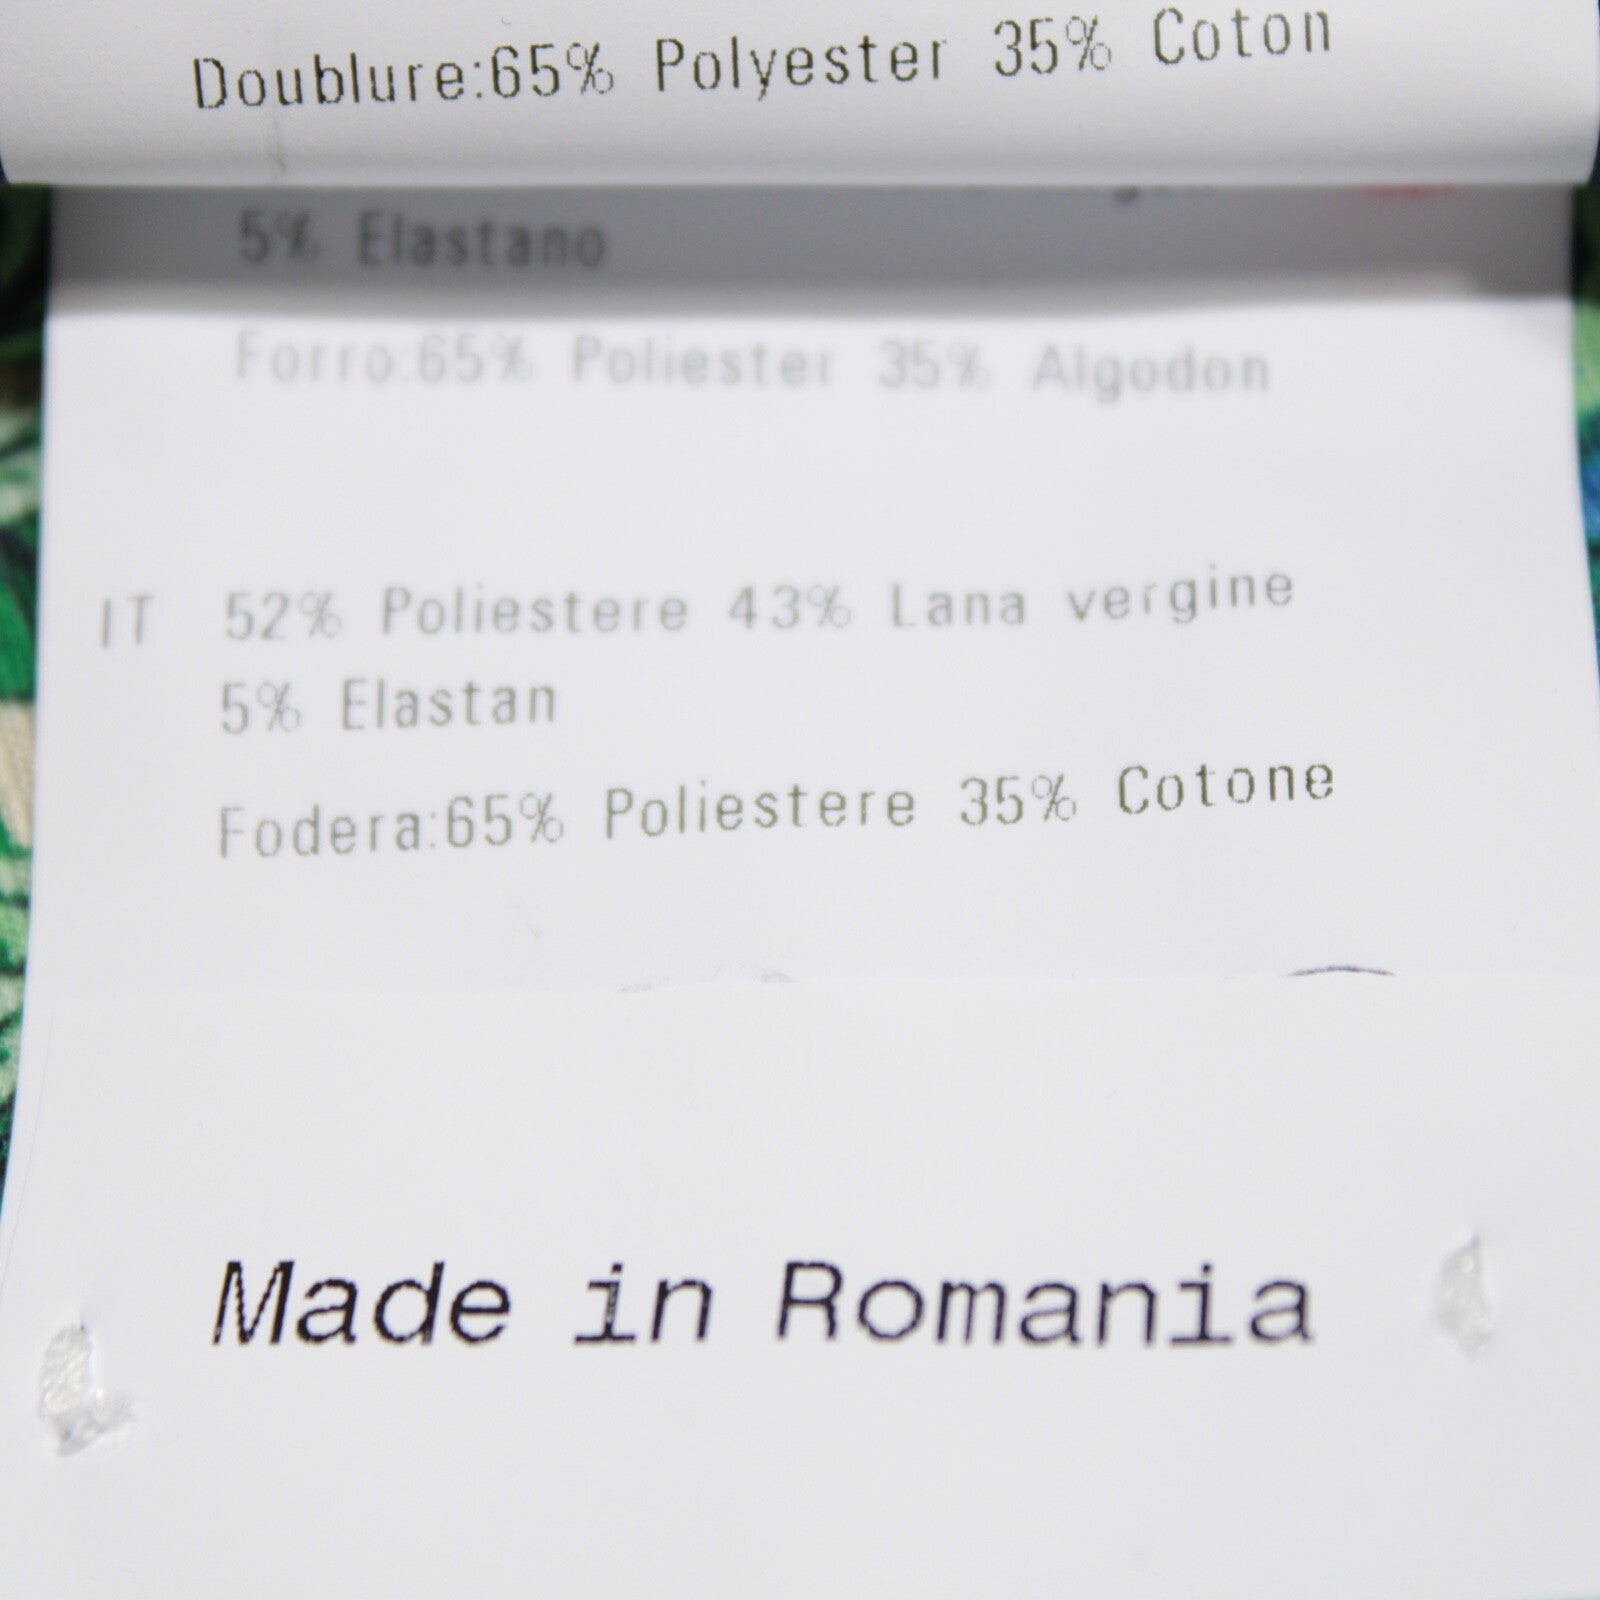 Doublure:65% Polyester 35% Coton
5% Elastano
Forro:65% Poliester 35% Algodon
IT 52% Poliestere 43% Lana vergine
5% Elastan
Fodera:65% Poliestere 35% Cotone
Made in Romania